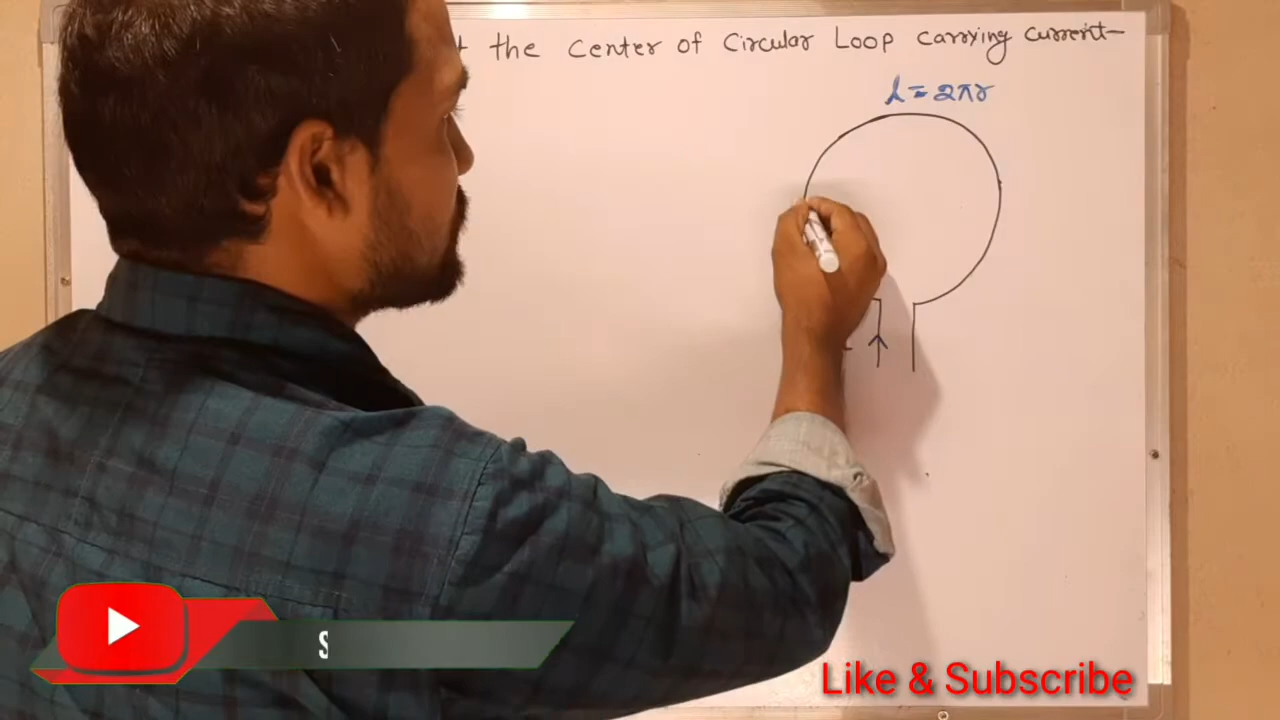 the center of Circular Loop carrying current
l = 2πr
S
Like & Subscribe